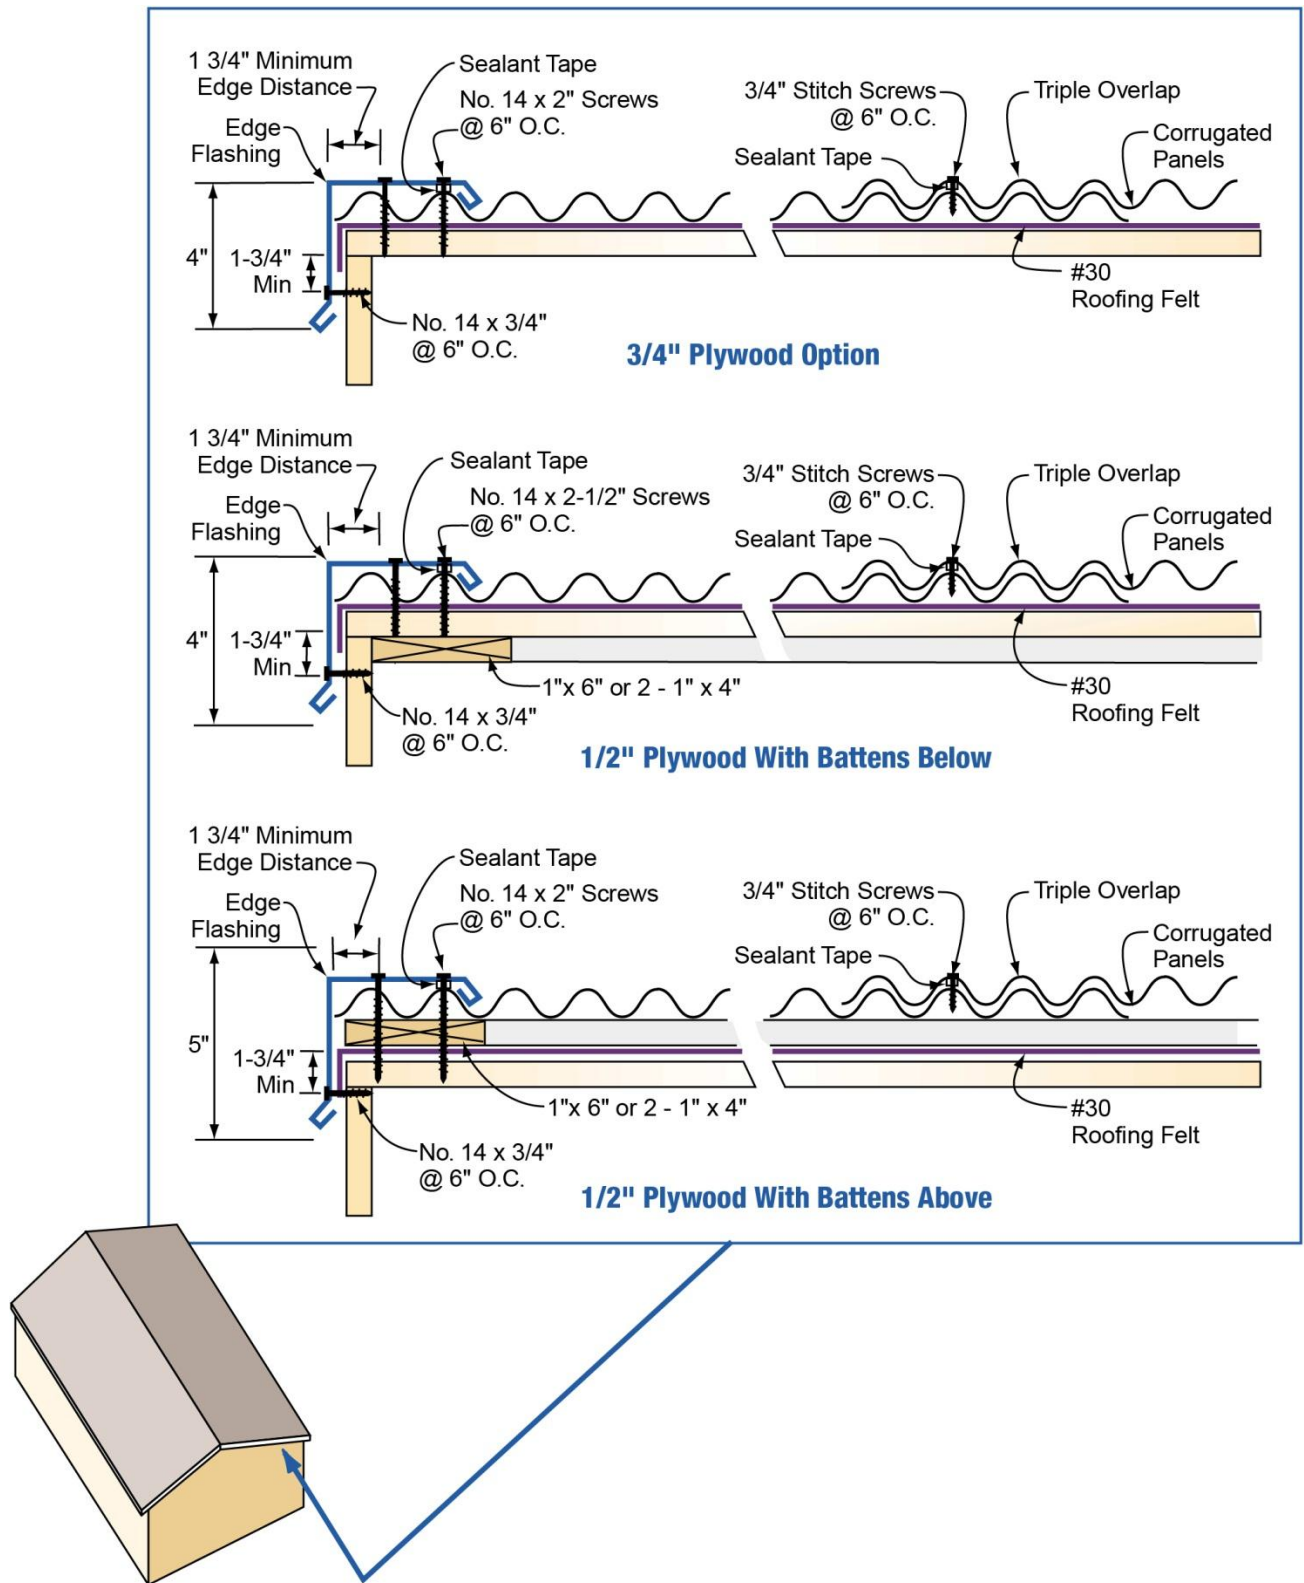 1 3/4" Minimum
Edge Distance
Sealant Tape
No. 14 x 2" Screws
@ 6" O.C.
3/4" Stitch Screws
@ 6" O.C.
Triple Overlap
Edge
Flashing
Sealant Tape
Corrugated
Panels
4"
1-3/4"
Min
#30
Roofing Felt
No. 14 x 3/4"
@ 6" O.C.
3/4" Plywood Option
1 3/4" Minimum
Edge Distance
Sealant Tape
No. 14 x 2-1/2" Screws
@ 6" O.C.
3/4" Stitch Screws
@ 6" O.C.
Triple Overlap
Edge
Flashing
Sealant Tape
Corrugated
Panels
4"
1-3/4"
Min
1"x 6" or 2 - 1" x 4"
#30
Roofing Felt
No. 14 x 3/4"
@ 6" O.C.
1/2" Plywood With Battens Below
1 3/4" Minimum
Edge Distance
Sealant Tape
No. 14 x 2" Screws
@ 6" O.C.
3/4" Stitch Screws
@ 6" O.C.
Triple Overlap
Edge
Flashing
Sealant Tape
Corrugated
Panels
5"
1-3/4"
Min
1"x 6" or 2 - 1" x 4"
#30
Roofing Felt
No. 14 x 3/4"
@ 6" O.C.
1/2" Plywood With Battens Above